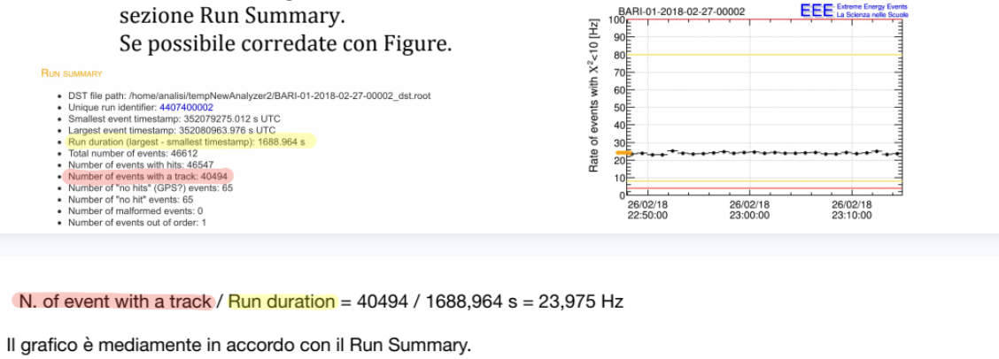 sezione Run Summary.
Se possibile corredate con Figure.
RUN SUMMARY
• DST file path: /home/analisi/tempNewAnalyzer2/BARI-01-2018-02-27-00002_dst.root
• Unique run identifier: 4407400002
• Smallest event timestamp: 352079275.012 s UTC
• Largest event timestamp: 352080963.976 s UTC
• Run duration (largest - smallest timestamp): 1688.964 s
• Total number of events: 46612
• Number of events with hits: 46547
• Number of events with a track: 40494
• Number of "no hits" (GPS?) events: 65
• Number of "no hit" events: 65
• Number of malformed events: 0
• Number of events out of order: 1
BARI-01-2018-02-27-00002
EEE Extreme Energy Events
La Scienza nelle Scuole
Rate of events with X²<10 [Hz]
100
90
80
70
60
50
40
30
20
10
0
26/02/18 26/02/18 26/02/18
22:50:00 23:00:00 23:10:00
N. of event with a track / Run duration = 40494 / 1688,964 s = 23,975 Hz
Il grafico è mediamente in accordo con il Run Summary.